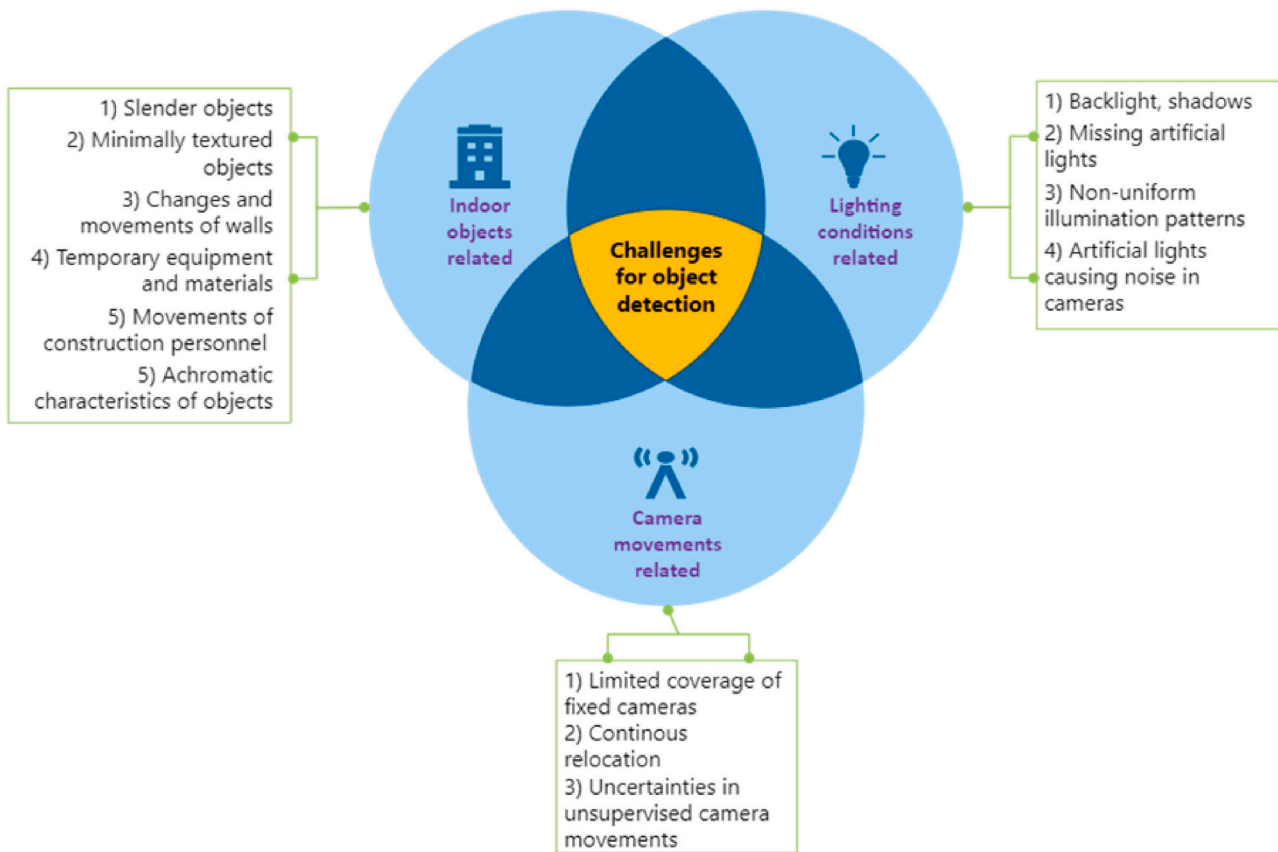 1) Slender objects
2) Minimally textured
objects
3) Changes and
movements of walls
4) Temporary equipment
and materials
5) Movements of
construction personnel
5) Achromatic
characteristics of objects
Indoor
objects
related
Challenges
for object
detection
Lighting
conditions
related
1) Backlight, shadows
2) Missing artificial
lights
3) Non-uniform
illumination patterns
4) Artificial lights
causing noise in
cameras
Camera
movements
related
1) Limited coverage of
fixed cameras
2) Continous
relocation
3) Uncertainties in
unsupervised camera
movements